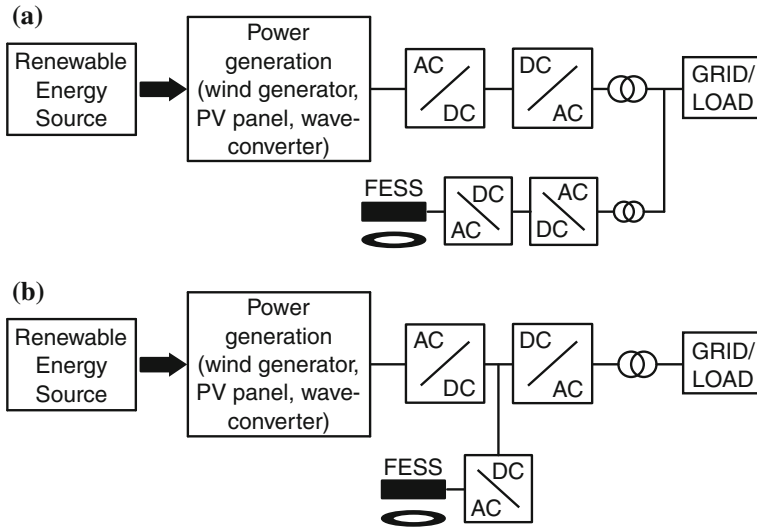 (a)
Renewable
Energy
Source
Power
generation
(wind generator,
PV panel, wave-
converter)
AC
DC
DC
AC
GRID/
LOAD
FESS
DC
AC
AC
DC
(b)
Renewable
Energy
Source
Power
generation
(wind generator,
PV panel, wave-
converter)
AC
DC
DC
AC
GRID/
LOAD
FESS
DC
AC